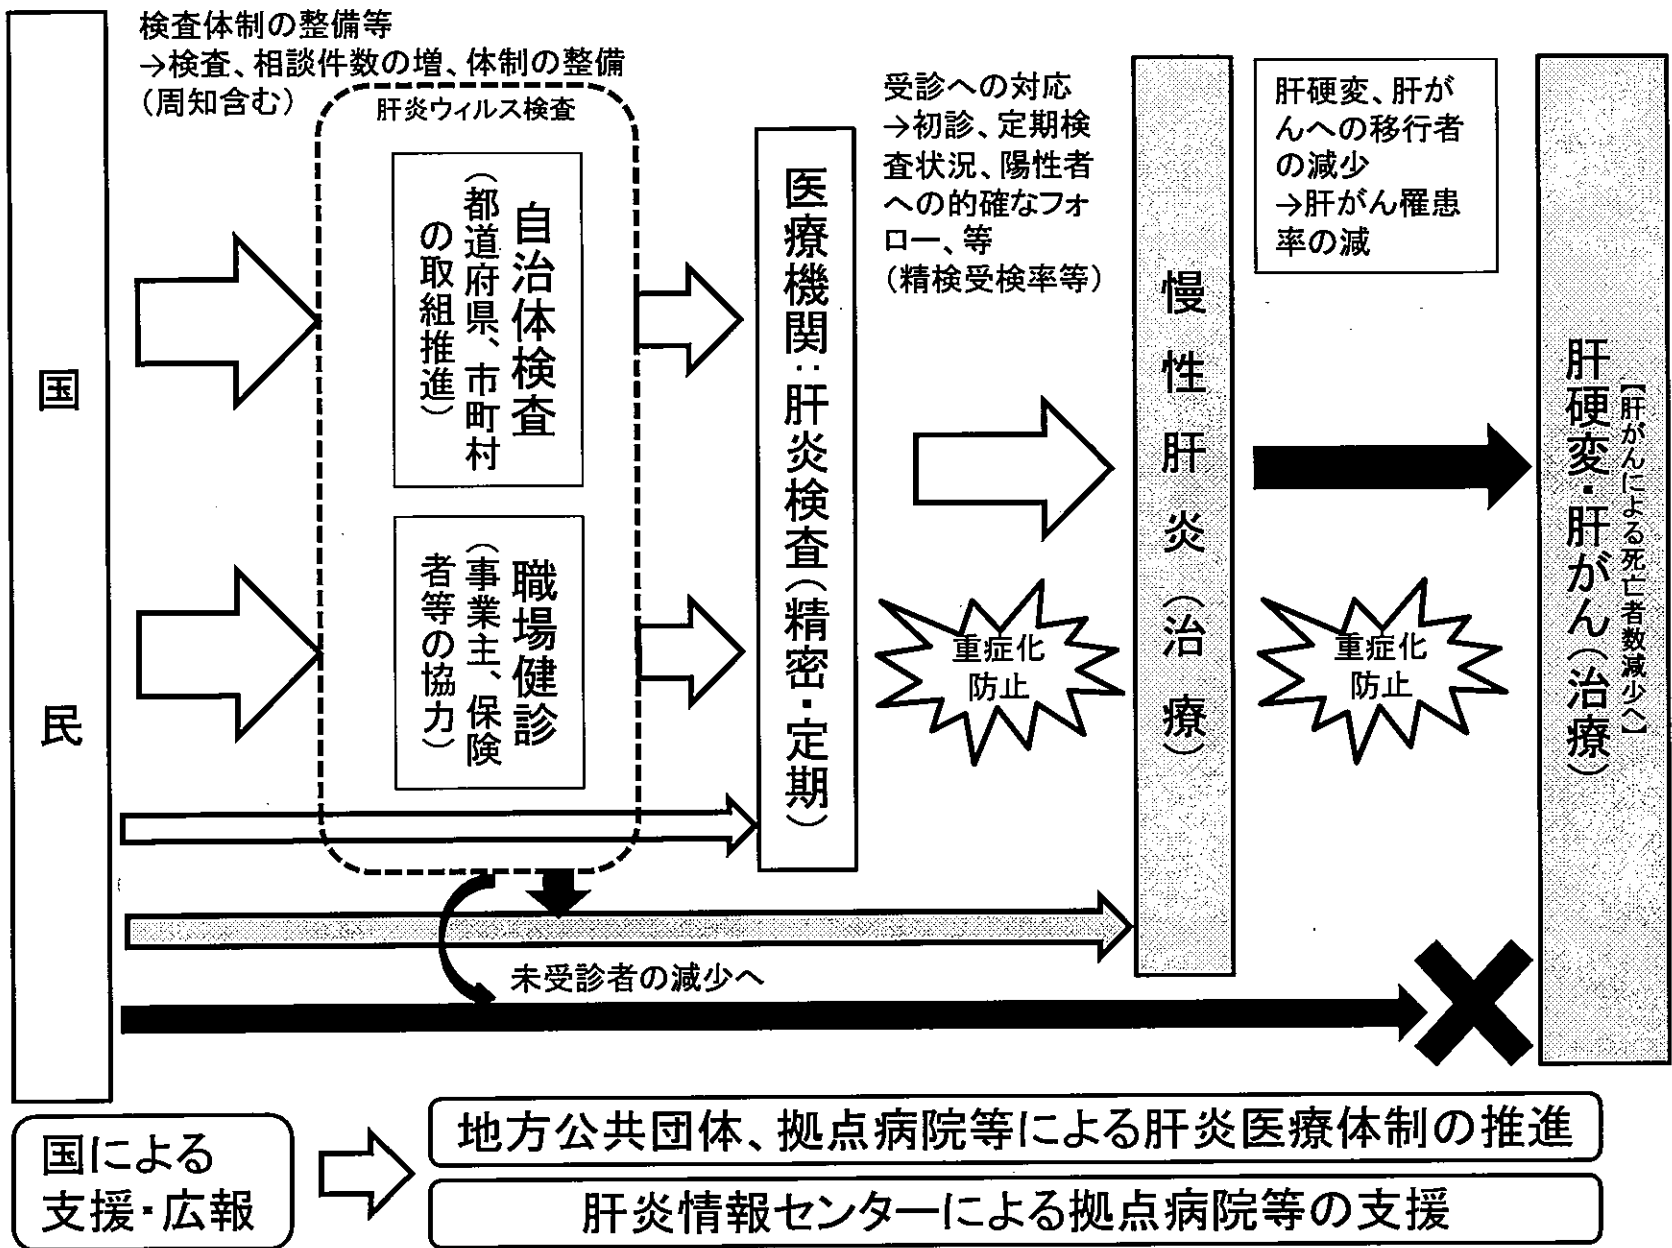 検査体制の整備等
→検査、相談件数の増、体制の整備
（周知含む）
国民
肝炎ウィルス検査
自治体検査
（都道府県、市町村
の取組推進）
職場健診
（事業主、保険
者等の協力）
医療機関：肝炎検査（精密・定期）
受診への対応
→初診、定期検
査状況、陽性者
への的確なフォ
ロー、等
（精検受検率等）
重症化
防止
慢性肝炎（治療）
肝硬変、肝が
んへの移行者
の減少
→肝がん罹患
率の減
重症化
防止
【肝がんによる死亡者数減少へ】
肝硬変・肝がん（治療）
未受診者の減少へ
国による
支援・広報
地方公共団体、拠点病院等による肝炎医療体制の推進
肝炎情報センターによる拠点病院等の支援